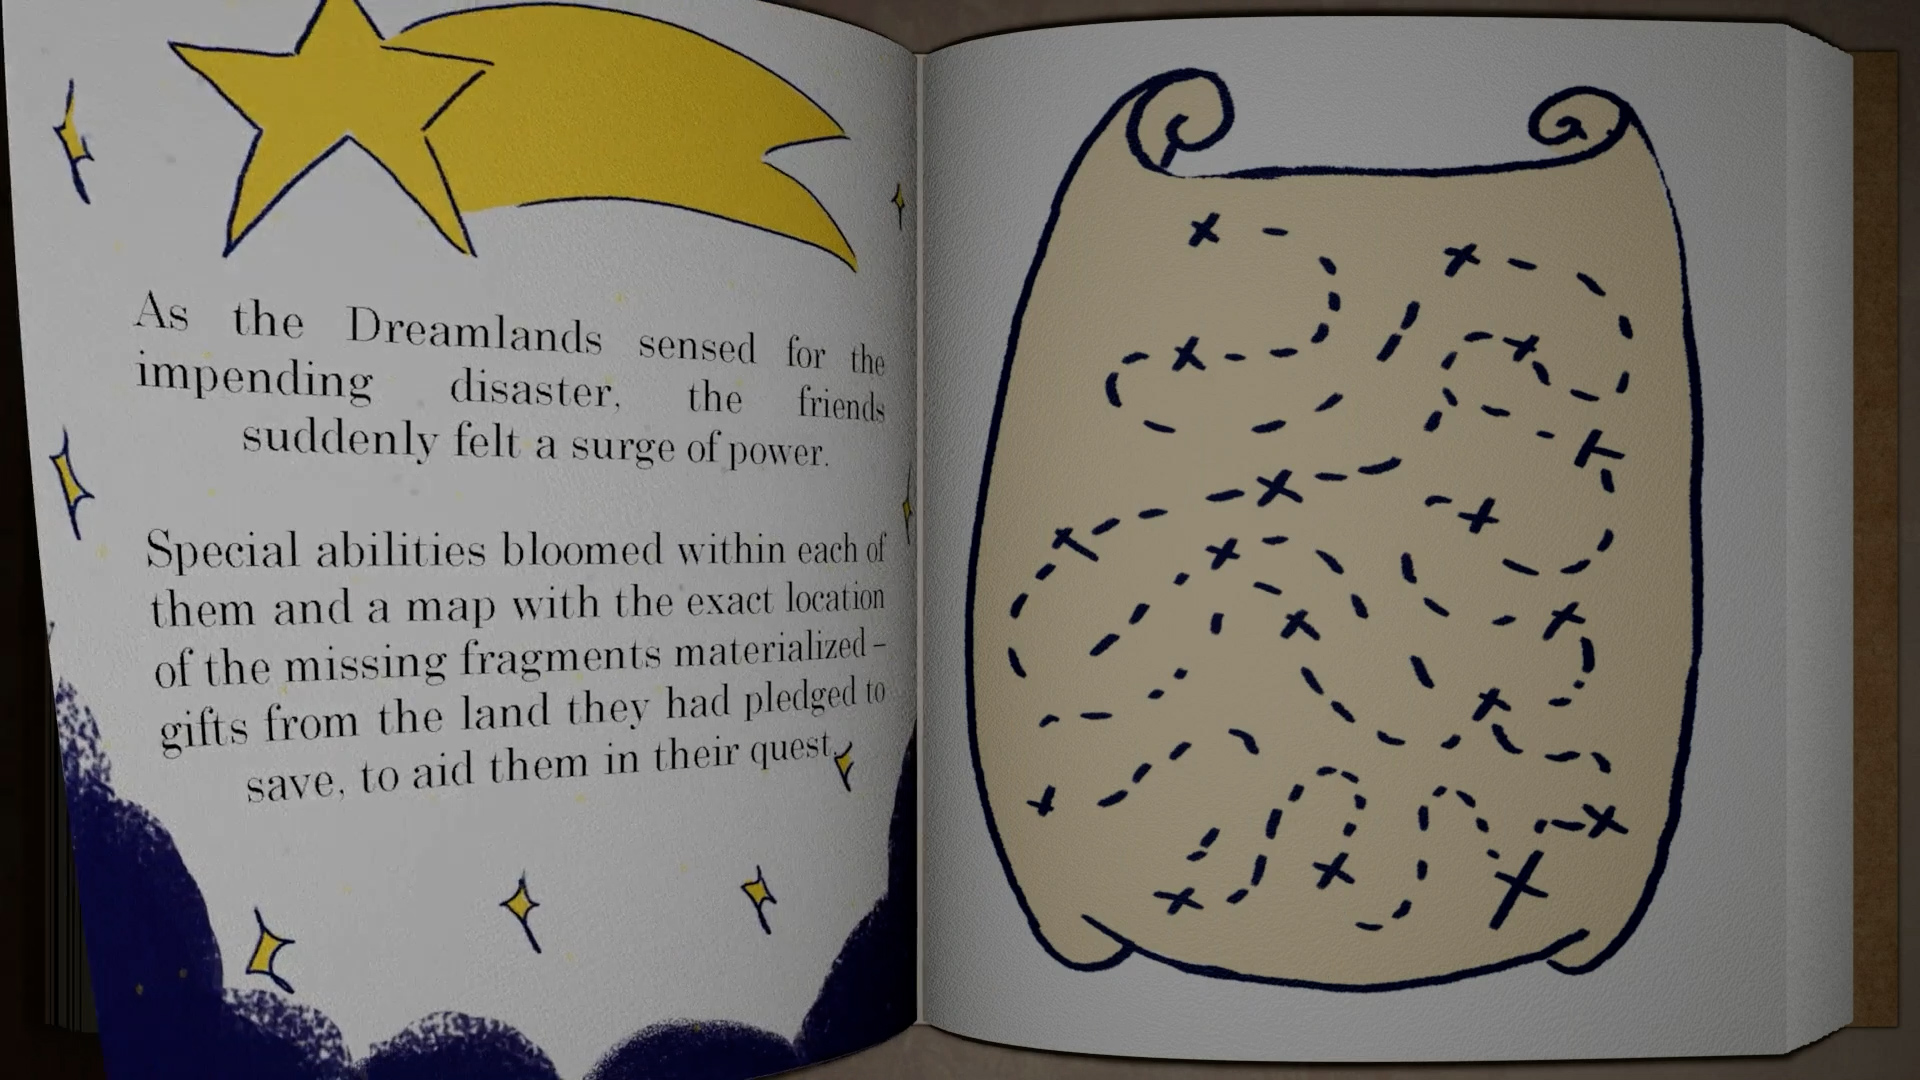 As the Dreamlands sensed for the
impending disaster, the friends
suddenly felt a surge of power.
Special abilities bloomed within each of
them and a map with the exact location
of the missing fragments materialized –
gifts from the land they had pledged to
save, to aid them in their quest.